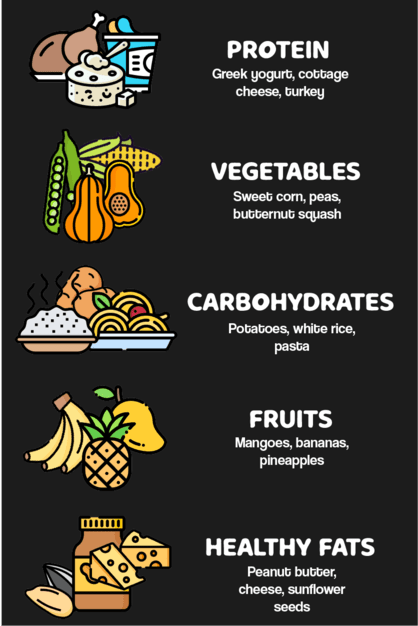 PROTEIN
Greek yogurt, cottage
cheese, turkey
VEGETABLES
Sweet corn, peas,
butternut squash
CARBOHYDRATES
Potatoes, white rice,
pasta
FRUITS
Mangoes, bananas,
pineapples
HEALTHY FATS
Peanut butter,
cheese, sunflower
seeds